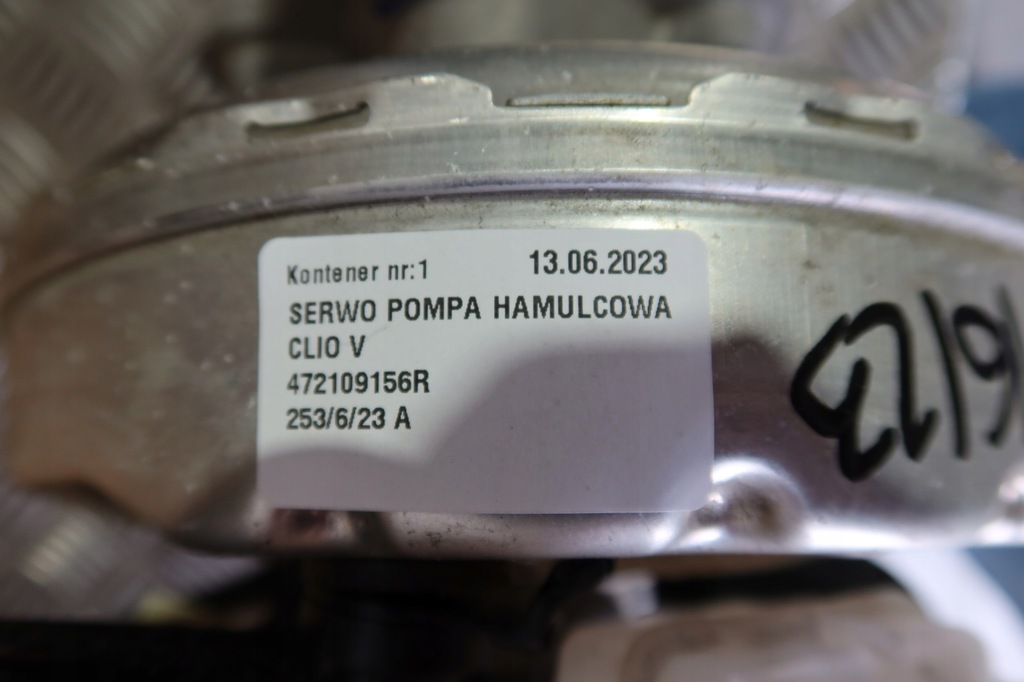 Kontener nr:1 13.06.2023
SERWO POMPA HAMULCOWA
CLIO V
472109156R
253/6/23 A